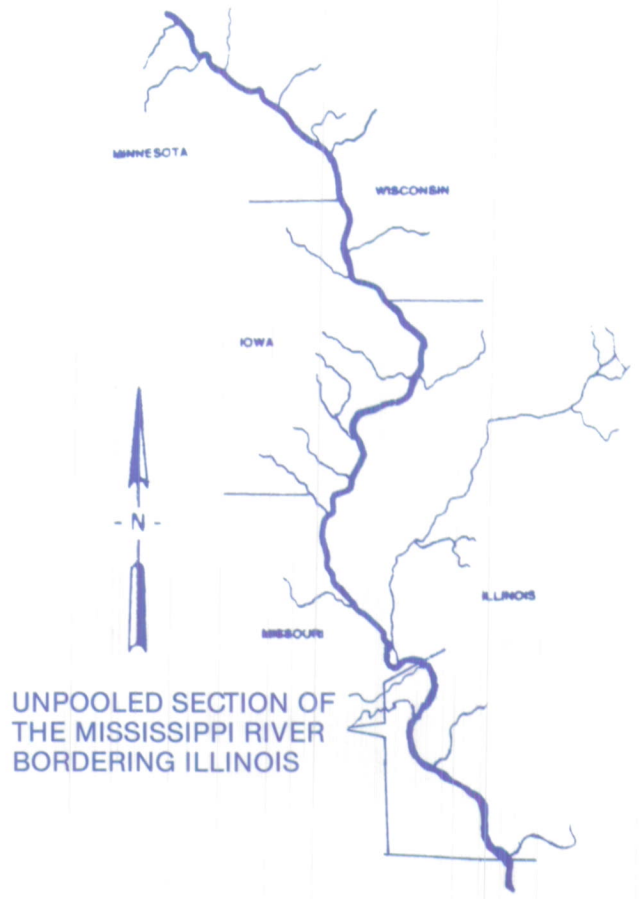 MINNESOTA
WISCONSIN
IOWA
- N -
ILLINOIS
MISSOURI
UNPOOLED SECTION OF
THE MISSISSIPPI RIVER
BORDERING ILLINOIS